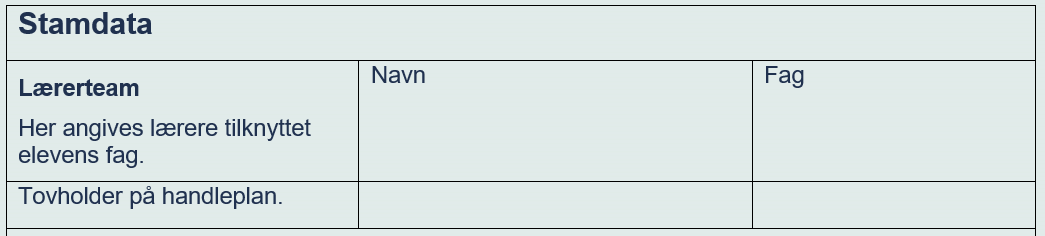 Stamdata
Lærerteam
Her angives lærere tilknyttet
elevens fag.
Navn
Fag
Tovholder på handleplan.